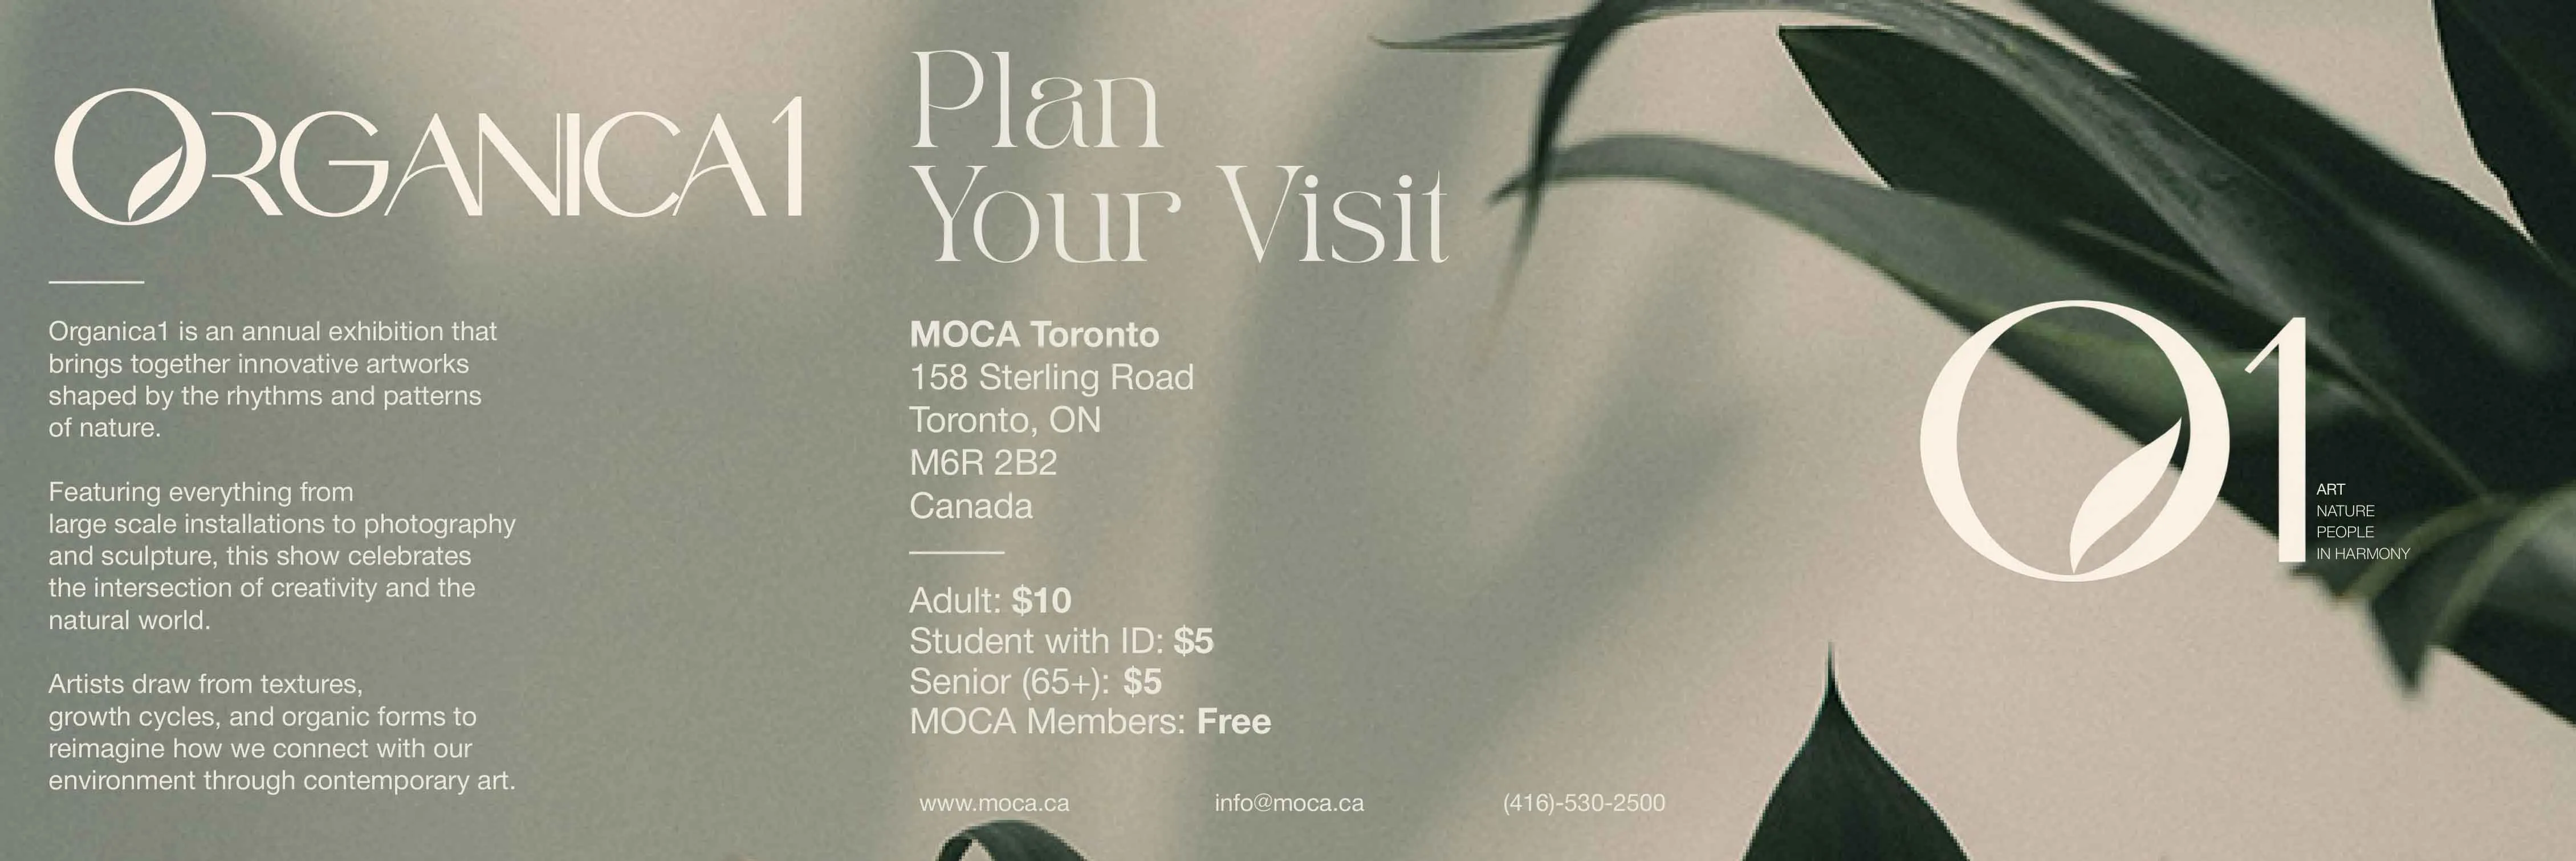 ORGANICA1
Organica1 is an annual exhibition that
brings together innovative artworks
shaped by the rhythms and patterns
of nature.
Featuring everything from
large scale installations to photography
and sculpture, this show celebrates
the intersection of creativity and the
natural world.
Artists draw from textures,
growth cycles, and organic forms to
reimagine how we connect with our
environment through contemporary art.
Plan
Your Visit
MOCA Toronto
158 Sterling Road
Toronto, ON
M6R 2B2
Canada
Adult: $10
Student with ID: $5
Senior (65+): $5
MOCA Members: Free
www.moca.ca
info@moca.ca
(416)-530-2500
O1
ART
NATURE
PEOPLE
IN HARMONY